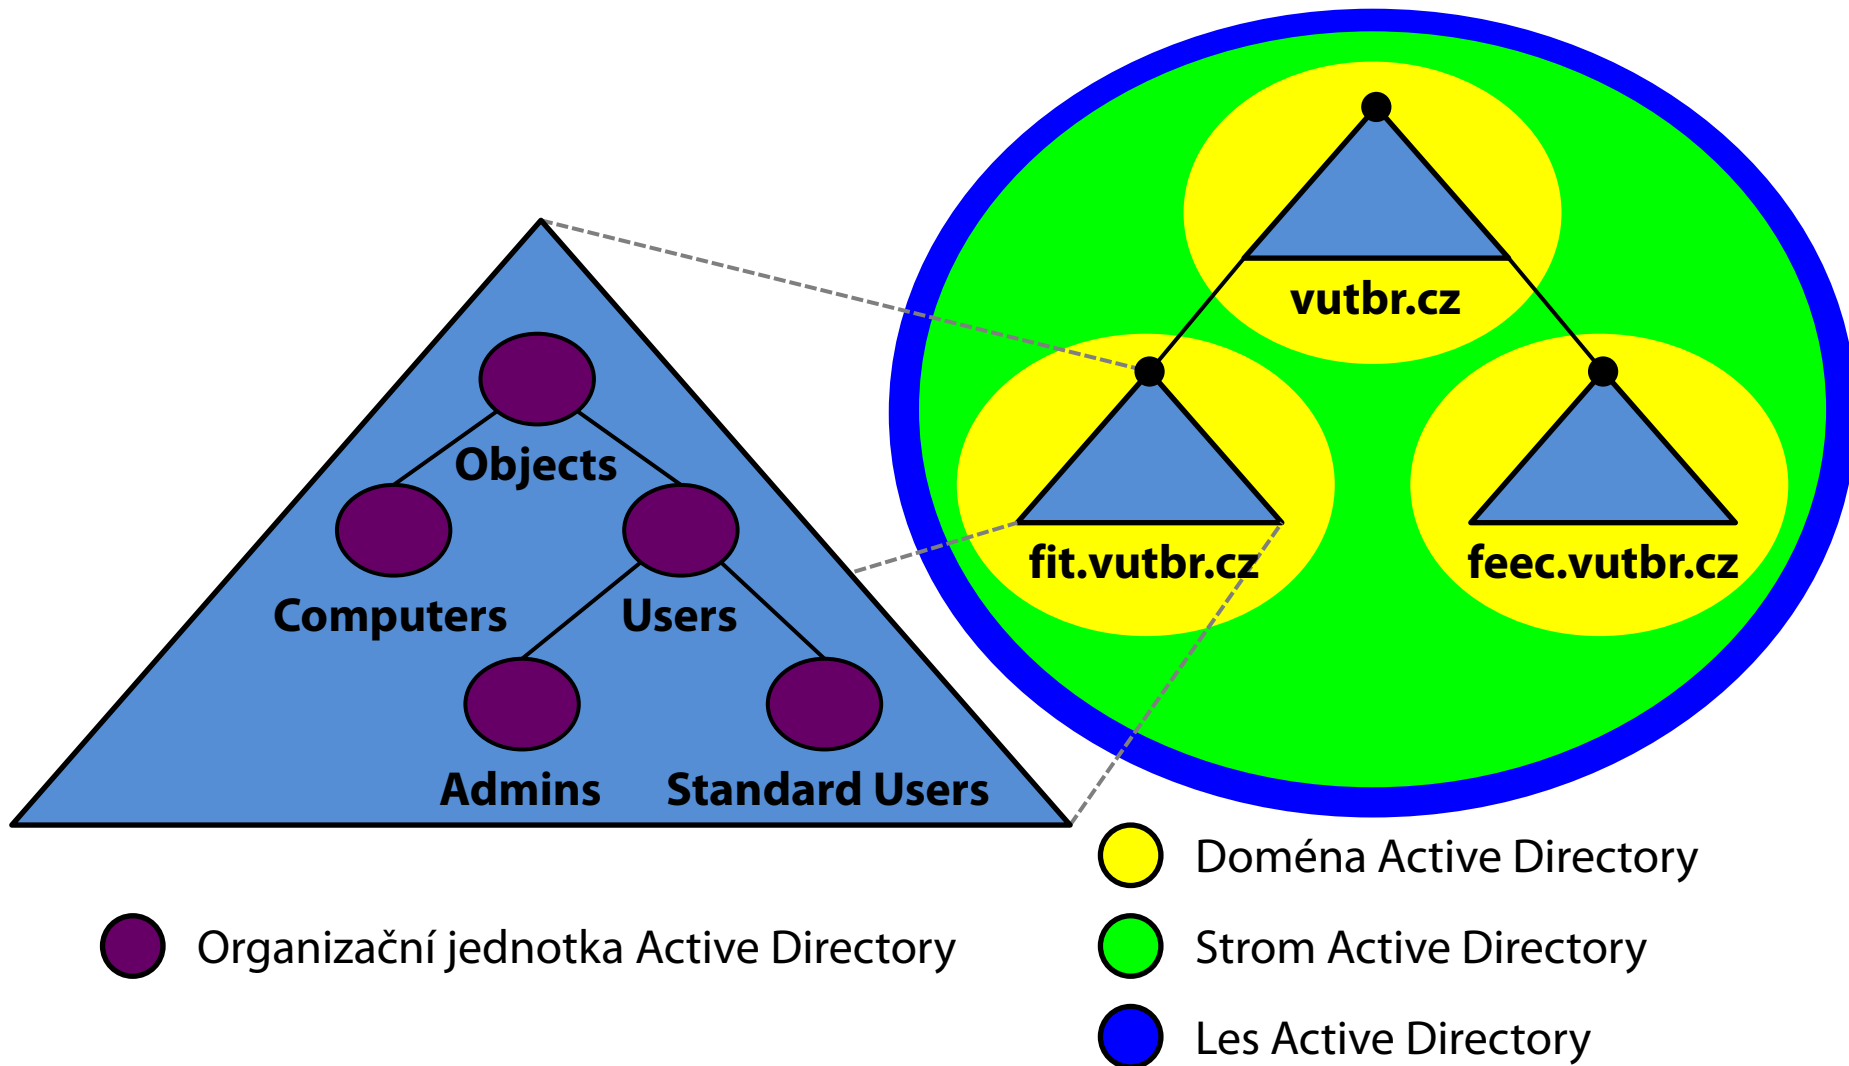 vutbr.cz
Objects
fit.vutbr.cz
feec.vutbr.cz
Computers
Users
Admins
Standard Users
Doména Active Directory
Organizační jednotka Active Directory
Strom Active Directory
Les Active Directory